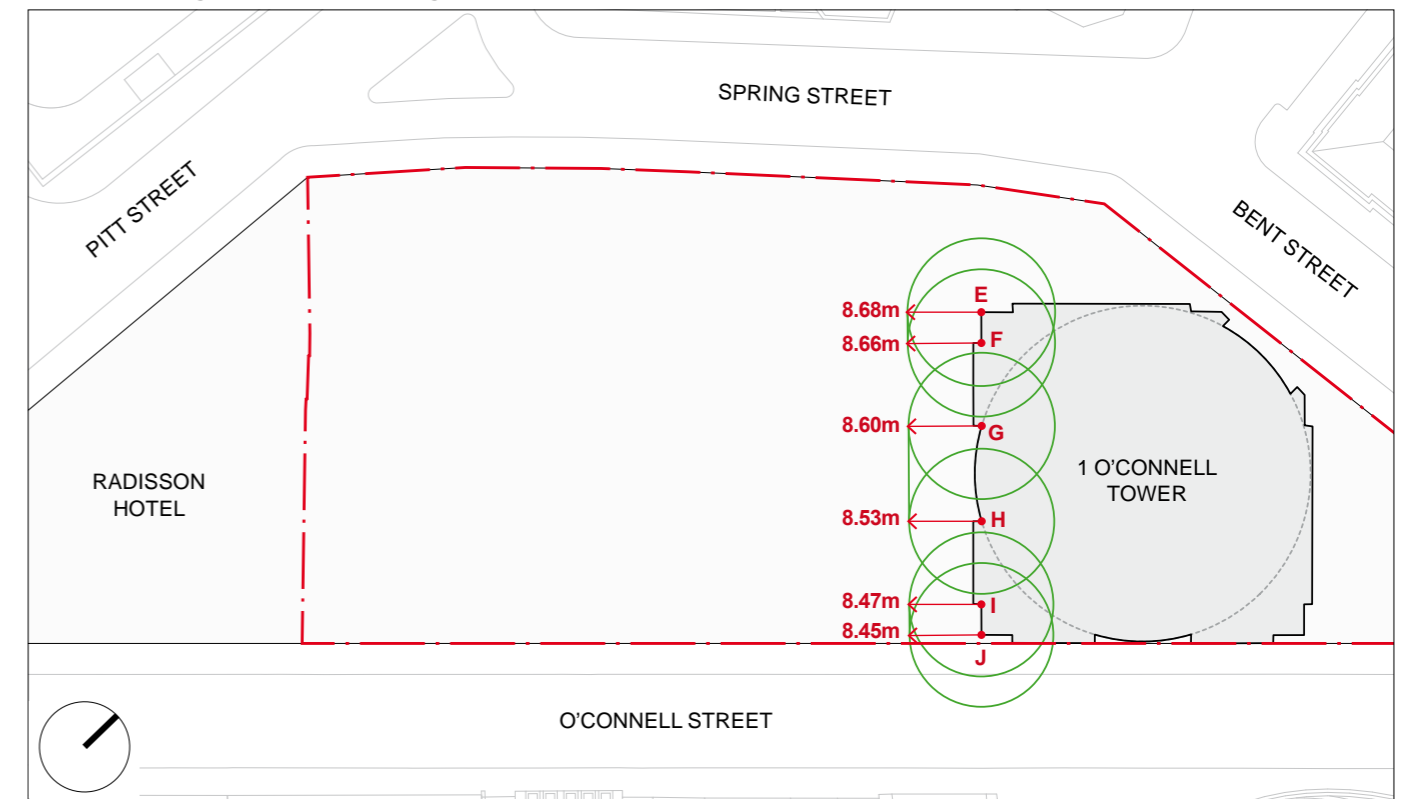 SPRING STREET
PITT STREET
BENT STREET
E
8.68m
F
8.66m
8.60m
G
1 O'CONNELL
TOWER
RADISSON
HOTEL
8.53m
H
8.47m
I
8.45m
J
O'CONNELL STREET